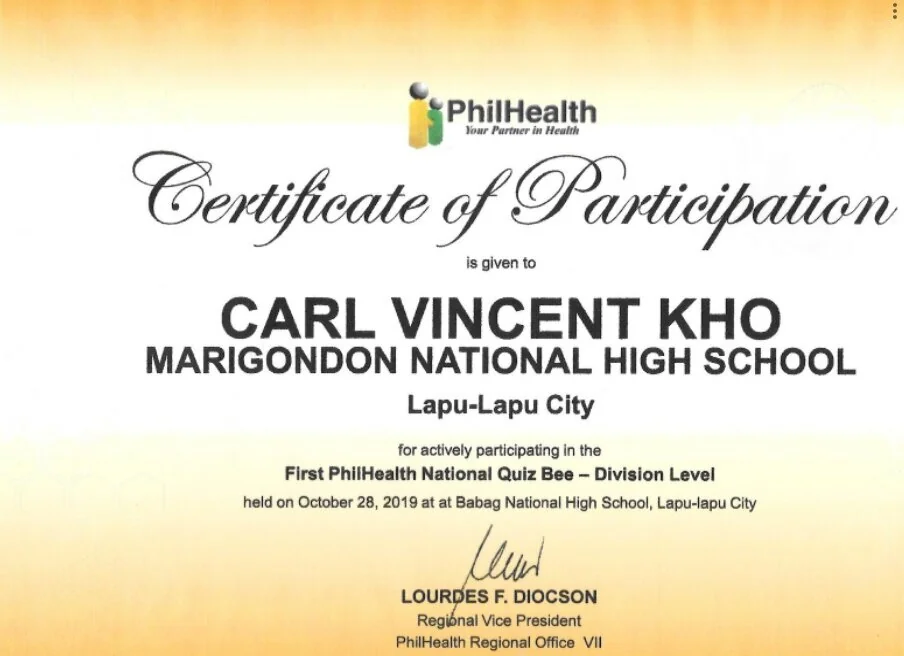 PhilHealth
Your Partner in Health
Certificate of Participation
is given to
CARL VINCENT KHO
MARIGONDON NATIONAL HIGH SCHOOL
Lapu-Lapu City
for actively participating in the
First PhilHealth National Quiz Bee – Division Level
held on October 28, 2019 at at Babag National High School, Lapu-lapu City
LOURDES F. DIOCSON
Regional Vice President
PhilHealth Regional Office VII